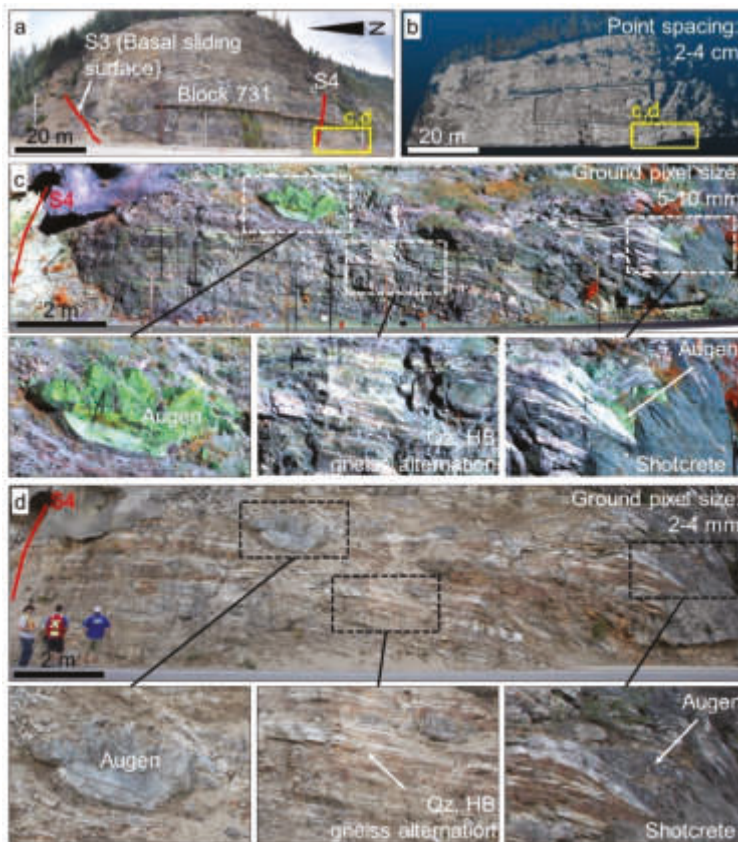 a
S3 (Basal sliding
surface)
N
S4
Block 731
c,d
20 m
b
Point spacing:
2-4 cm
c,d
20 m
c
S4
Ground pixel size:
5-10 mm
2 m
Augen
Qz, HB
gneiss alternation
Augen
Shotcrete
d
S4
Ground pixel size:
2-4 mm
2 m
Augen
Qz, HB
gneiss alternation
Augen
Shotcrete